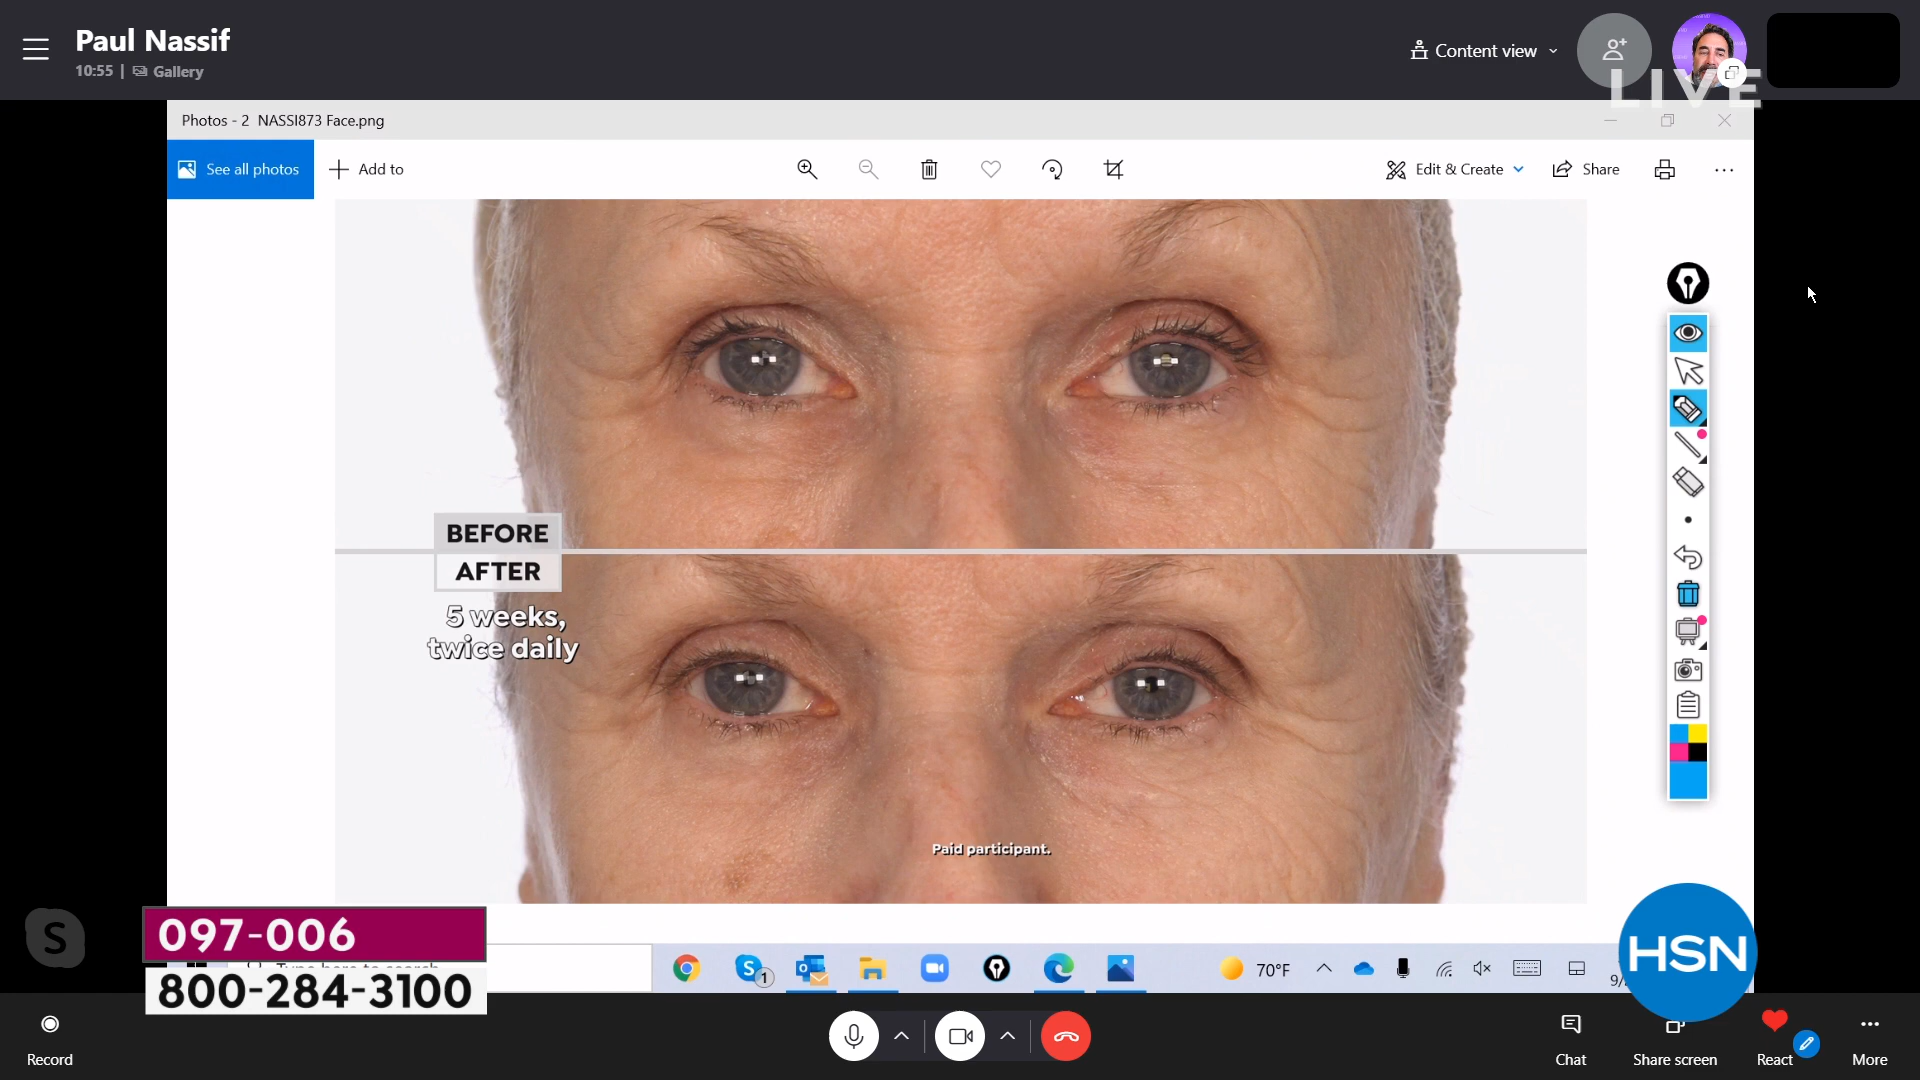 Paul Nassif
10:55 | Gallery
Content view
LIVE
Photos - 2 NASSI873 Face.png
See all photos
Add to
Edit & Create
Share
BEFORE
AFTER
5 weeks,
twice daily
Paid participant.
097-006
800-284-3100
S
1
70°F
9/
HSN
Record
Chat
Share screen
React
More